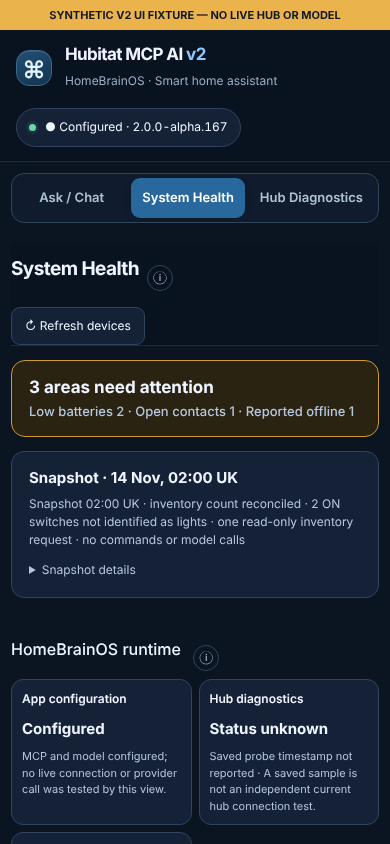 SYNTHETIC V2 UI FIXTURE — NO LIVE HUB OR MODEL
Hubitat MCP AI v2
HomeBrainOS · Smart home assistant
Configured · 2.0.0-alpha.167
Ask / Chat
System Health
Hub Diagnostics
System Health ⓘ
↻ Refresh devices
3 areas need attention
Low batteries 2 · Open contacts 1 · Reported offline 1
Snapshot · 14 Nov, 02:00 UK
Snapshot 02:00 UK · inventory count reconciled · 2 ON
switches not identified as lights · one read-only inventory
request · no commands or model calls
▶ Snapshot details
HomeBrainOS runtime ⓘ
App configuration
Configured
MCP and model configured;
no live connection or provider
call was tested by this view.
Hub diagnostics
Status unknown
Saved probe timestamp not
reported · A saved sample is
not an independent current
hub connection test.